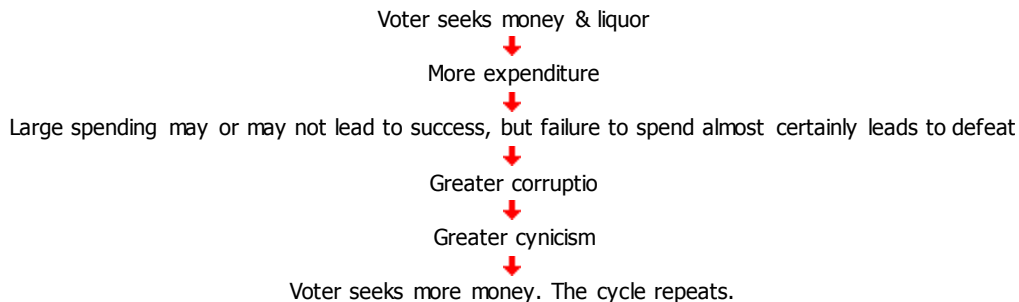 Voter seeks money & liquor
More expenditure
Large spending may or may not lead to success, but failure to spend almost certainly leads to defeat
Greater corruptio
Greater cynicism
Voter seeks more money. The cycle repeats.